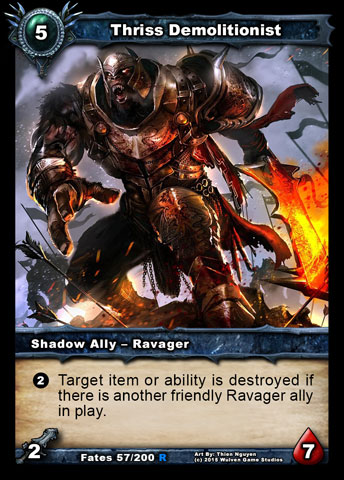 5 Thriss Demolitionist
Shadow Ally – Ravager
2 Target item or ability is destroyed if
there is another friendly Ravager ally
in play.
2
Fates 57/200 R
Art By: Thien Nguyen
(c) 2015 Wulven Game Studios
7